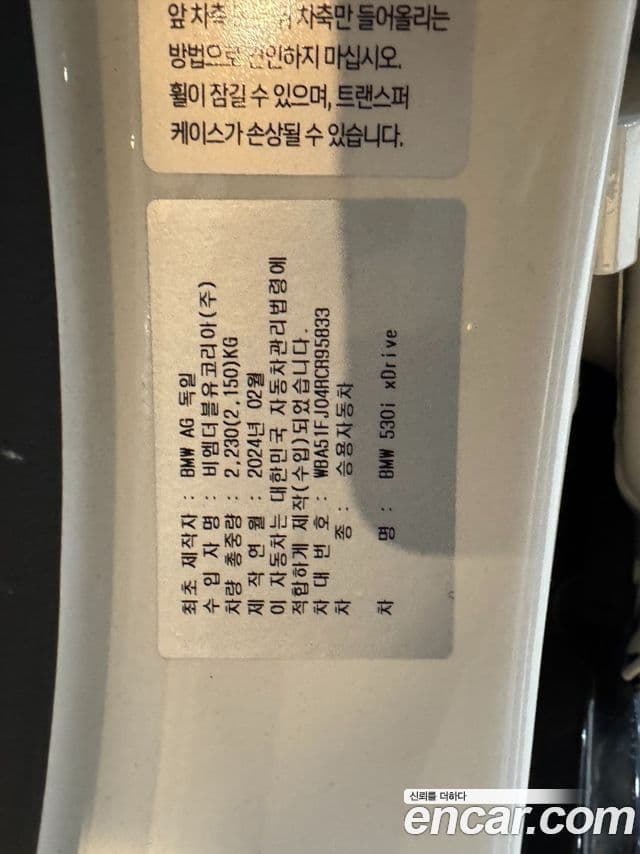 앞 차축 차축만 들어올리는
방법으로 견인하지 마십시오.
휠이 잠길 수 있으며, 트랜스퍼
케이스가 손상될 수 있습니다.
최초 제작자 : BMW AG 독일
수 입 자 명 : 비엠더블유코리아(주)
차량 총중량 : 2,230(2,150)KG
제 작 연 월 : 2024년 02월
이 자동차는 대한민국 자동차관리법령에
적합하게 제작(수입)되었습니다.
차 대 번 호 : WBA51FJ04RCR95833
차 종 : 승용자동차
차 명 : BMW 530i xDrive
신뢰를 더하다
encar.com